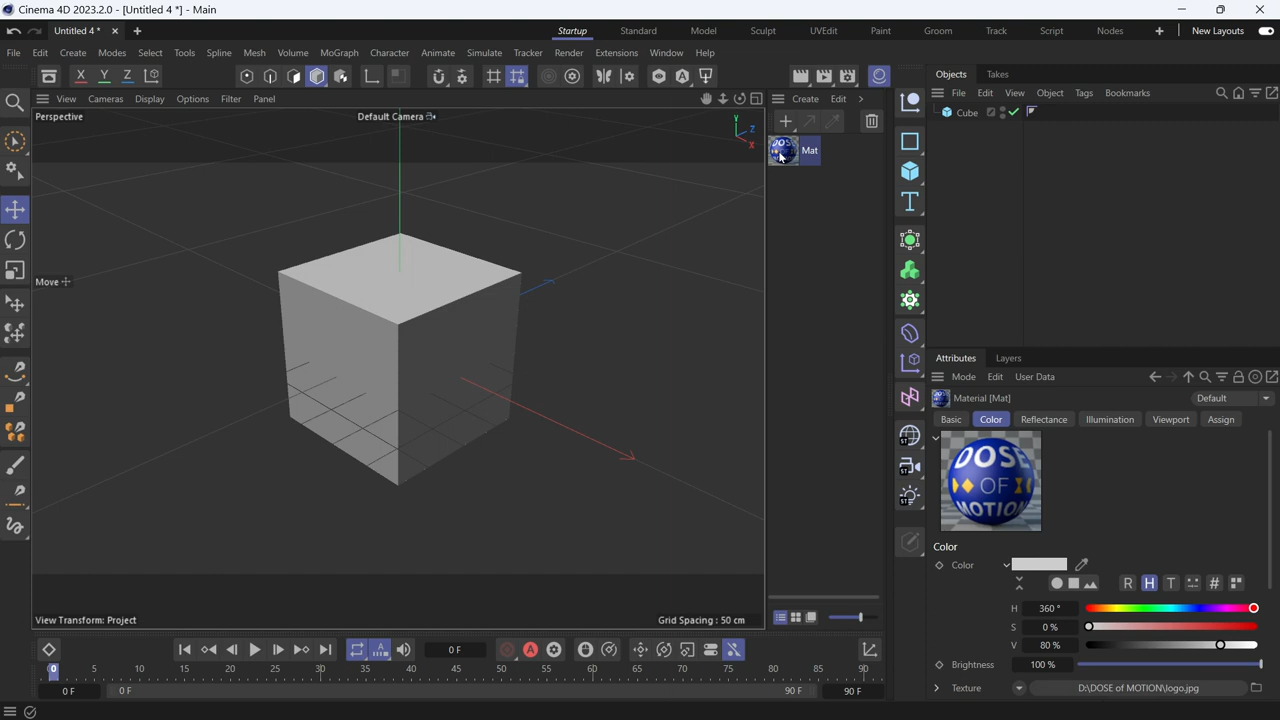 Cinema 4D 2023.2.0 - [Untitled 4 *] - Main
Untitled 4 *
Startup Standard Model Sculpt UVEdit Paint Groom Track Script Nodes New Layouts
File Edit Create Modes Select Tools Spline Mesh Volume MoGraph Character Animate Simulate Tracker Render Extensions Window Help
X Y Z
View Cameras Display Options Filter Panel
Perspective
Default Camera
Y
Z
X
Move
View Transform: Project
Grid Spacing : 50 cm
Create Edit
Mat
Objects Takes
File Edit View Object Tags Bookmarks
Cube
Attributes Layers
Mode Edit User Data
Material [Mat]
Default
Basic Color Reflectance Illumination Viewport Assign
DOSE
OF
MOTION
Color
Color
R H T #
H 360 °
S 0 %
V 80 %
Brightness 100 %
Texture D:\DOSE of MOTION\logo.jpg
0 F
0 5 10 15 20 25 30 35 40 45 50 55 60 65 70 75 80 85 90
0 F 0 F 90 F 90 F